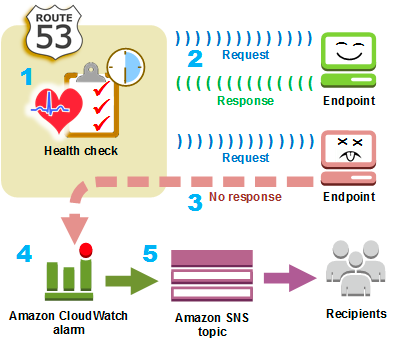 ROUTE
53
1
2
Request
Response
Endpoint
Health check
Request
3
No response
Endpoint
4
5
Amazon CloudWatch
alarm
Amazon SNS
topic
Recipients